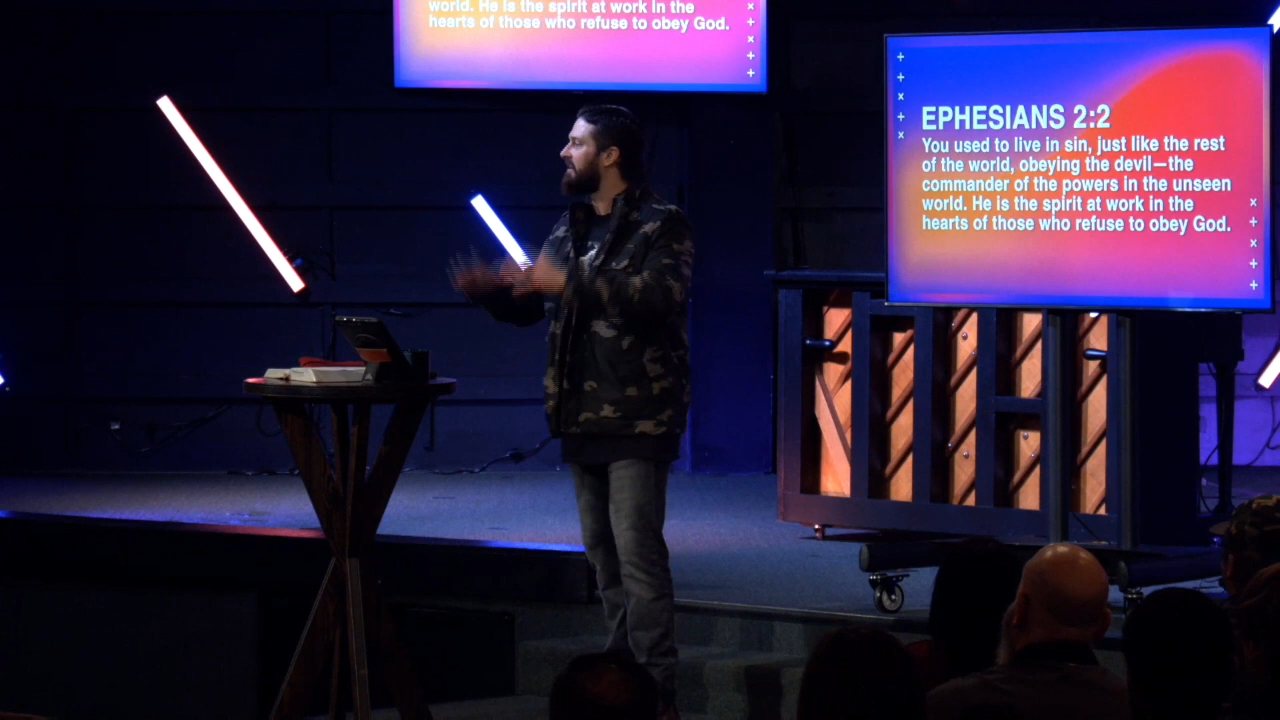 world. He is the spirit at work in the
hearts of those who refuse to obey God.
EPHESIANS 2:2
You used to live in sin, just like the rest
of the world, obeying the devil—the
commander of the powers in the unseen
world. He is the spirit at work in the
hearts of those who refuse to obey God.